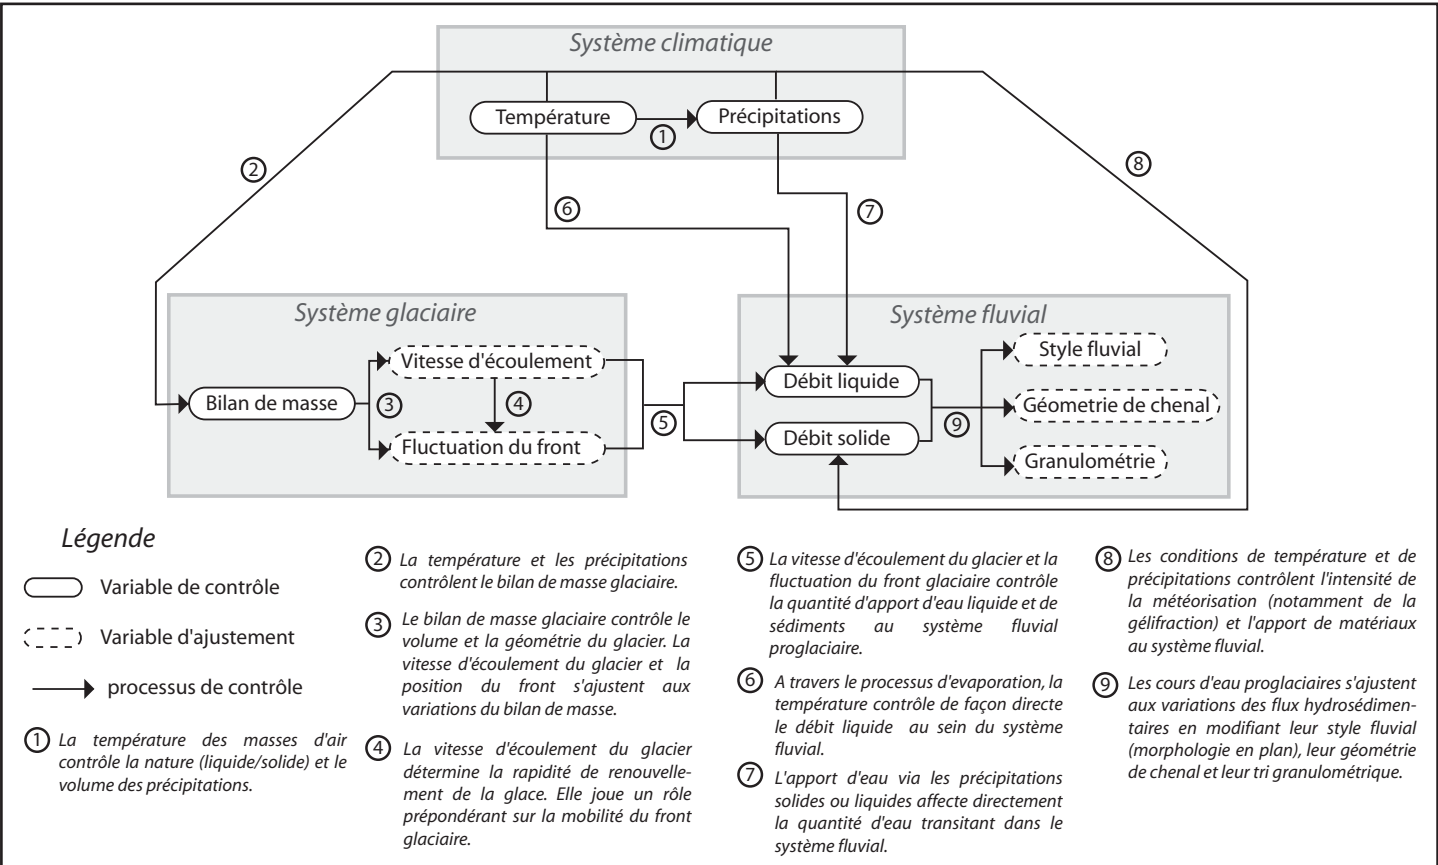 Système climatique
Température
Précipitations
1
2
8
6
7
Système glaciaire
Système fluvial
Vitesse d'écoulement
Style fluvial
Débit liquide
Bilan de masse
3
4
5
9
Géometrie de chenal
Débit solide
Fluctuation du front
Granulométrie
Légende
Variable de contrôle
Variable d'ajustement
processus de contrôle
1 La température des masses d'air
contrôle la nature (liquide/solide) et le
volume des précipitations.
2 La température et les précipitations
contrôlent le bilan de masse glaciaire.
3 Le bilan de masse glaciaire contrôle le
volume et la géométrie du glacier. La
vitesse d'écoulement du glacier et la
position du front s'ajustent aux
variations du bilan de masse.
4 La vitesse d'écoulement du glacier
détermine la rapidité de renouvelle-
ment de la glace. Elle joue un rôle
prépondérant sur la mobilité du front
glaciaire.
5 La vitesse d'écoulement du glacier et la
fluctuation du front glaciaire contrôle
la quantité d'apport d'eau liquide et de
sédiments au système fluvial
proglaciaire.
6 A travers le processus d'evaporation, la
température contrôle de façon directe
le débit liquide au sein du système
fluvial.
7 L'apport d'eau via les précipitations
solides ou liquides affecte directement
la quantité d'eau transitant dans le
système fluvial.
8 Les conditions de température et de
précipitations contrôlent l'intensité de
la météorisation (notamment de la
gélifraction) et l'apport de matériaux
au système fluvial.
9 Les cours d'eau proglaciaires s'ajustent
aux variations des flux hydrosédimen-
taires en modifiant leur style fluvial
(morphologie en plan), leur géométrie
de chenal et leur tri granulométrique.